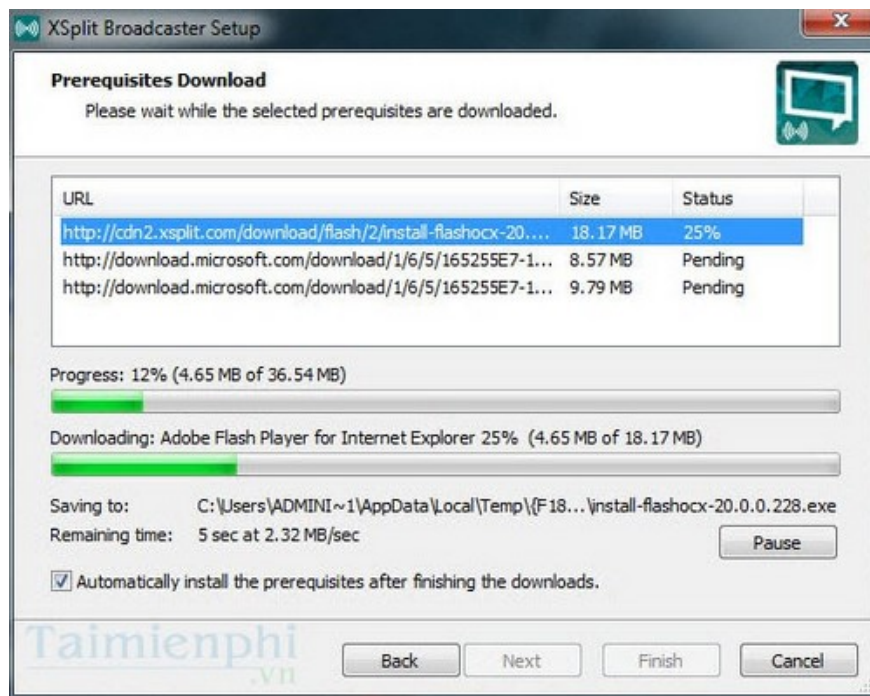 XSplit Broadcaster Setup
Prerequisites Download
Please wait while the selected prerequisites are downloaded.
URL Size Status
http://cdn2.xsplit.com/download/flash/2/install-flashocx-20.... 18.17 MB 25%
http://download.microsoft.com/download/1/6/5/165255E7-1... 8.57 MB Pending
http://download.microsoft.com/download/1/6/5/165255E7-1... 9.79 MB Pending
Progress: 12% (4.65 MB of 36.54 MB)
Downloading: Adobe Flash Player for Internet Explorer 25% (4.65 MB of 18.17 MB)
Saving to: C:\Users\ADMINI~1\AppData\Local\Temp\{F18...\install-flashocx-20.0.0.228.exe
Remaining time: 5 sec at 2.32 MB/sec
Pause
Automatically install the prerequisites after finishing the downloads.
Taimienphi
.vn
Back Next Finish Cancel